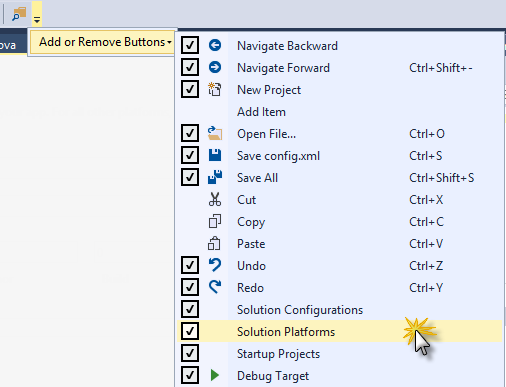 ova
Add or Remove Buttons
Navigate Backward
Navigate Forward Ctrl+Shift+-
New Project
Add Item
Open File... Ctrl+O
Save config.xml Ctrl+S
Save All Ctrl+Shift+S
Cut Ctrl+X
Copy Ctrl+C
Paste Ctrl+V
Undo Ctrl+Z
Redo Ctrl+Y
Solution Configurations
Solution Platforms
Startup Projects
Debug Target